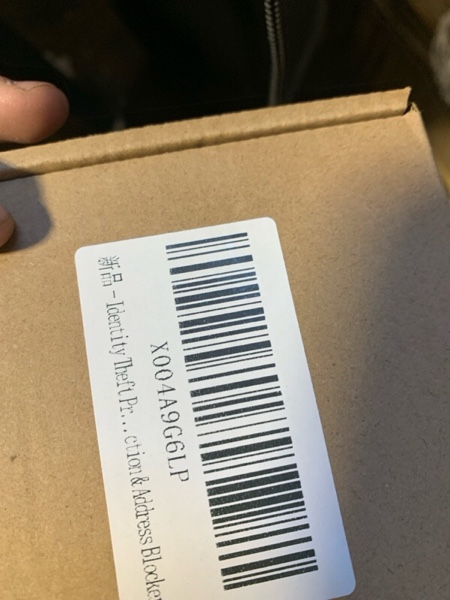 X004A9G6LP
新品 - Identity Theft Pr...ction & Address Blocker